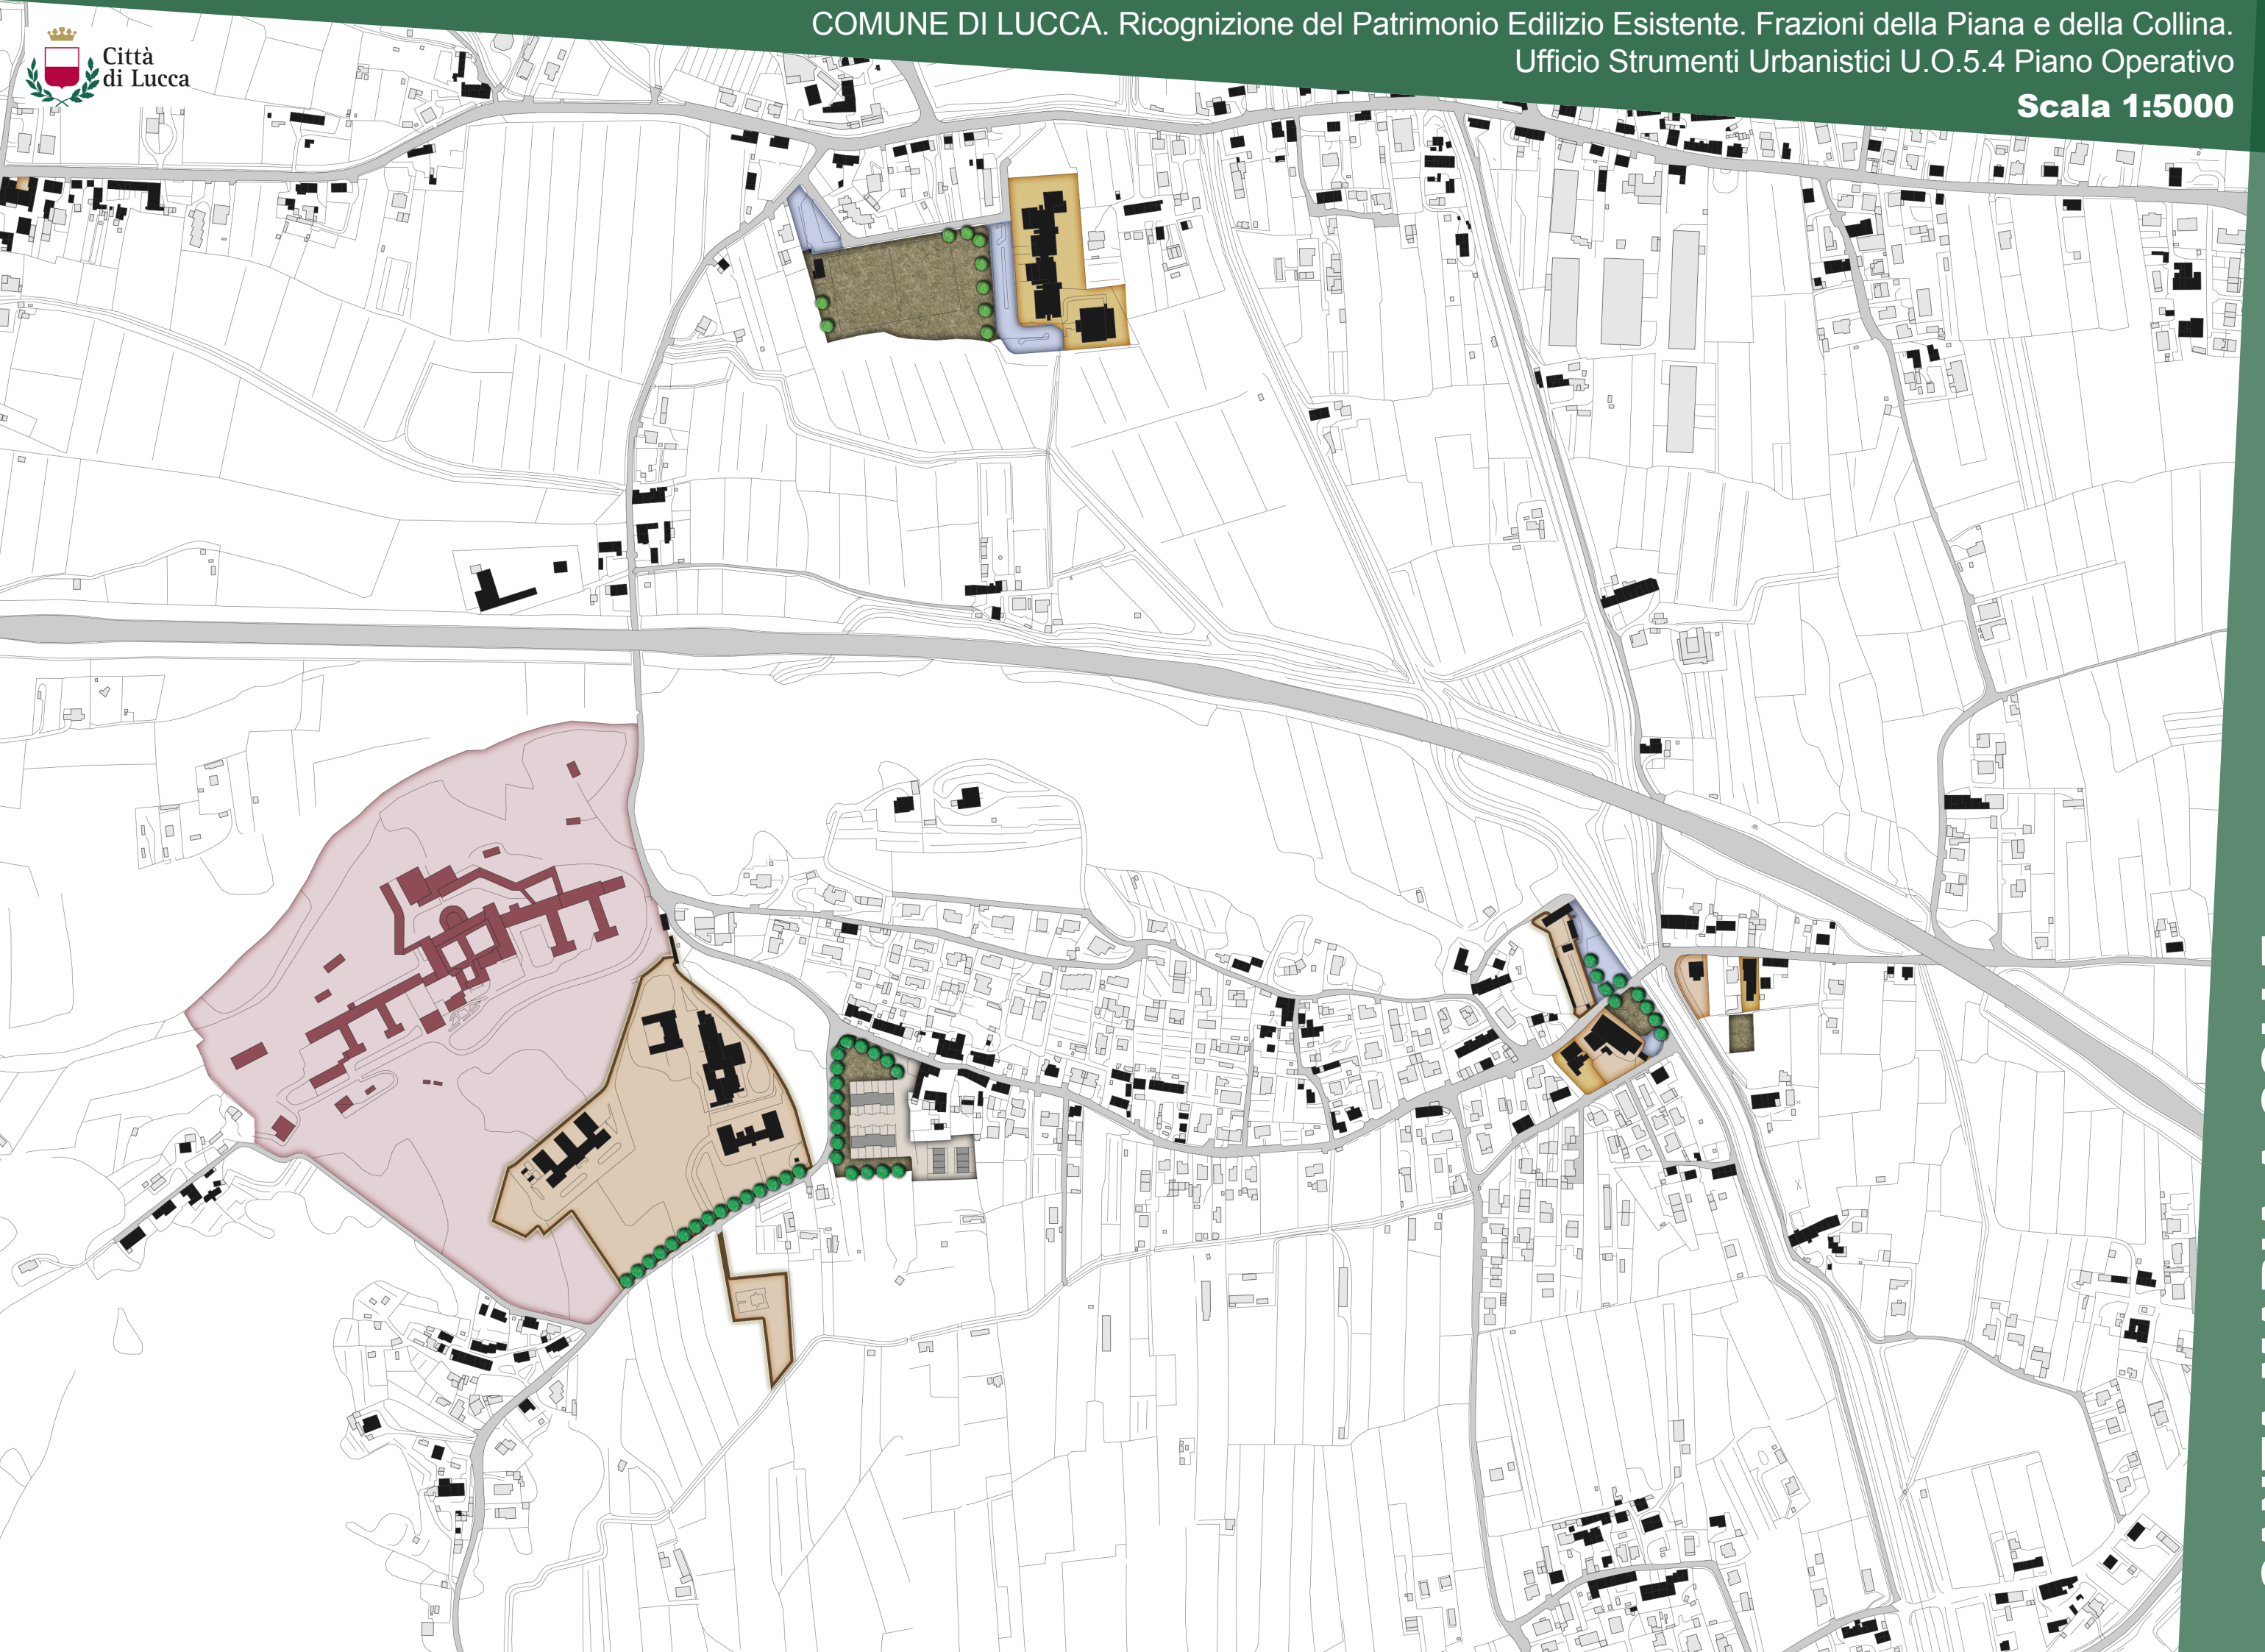 COMUNE DI LUCCA. Ricognizione del Patrimonio Edilizio Esistente. Frazioni della Piana e della Collina.
Ufficio Strumenti Urbanistici U.O.5.4 Piano Operativo
Scala 1:5000
Città
di Lucca